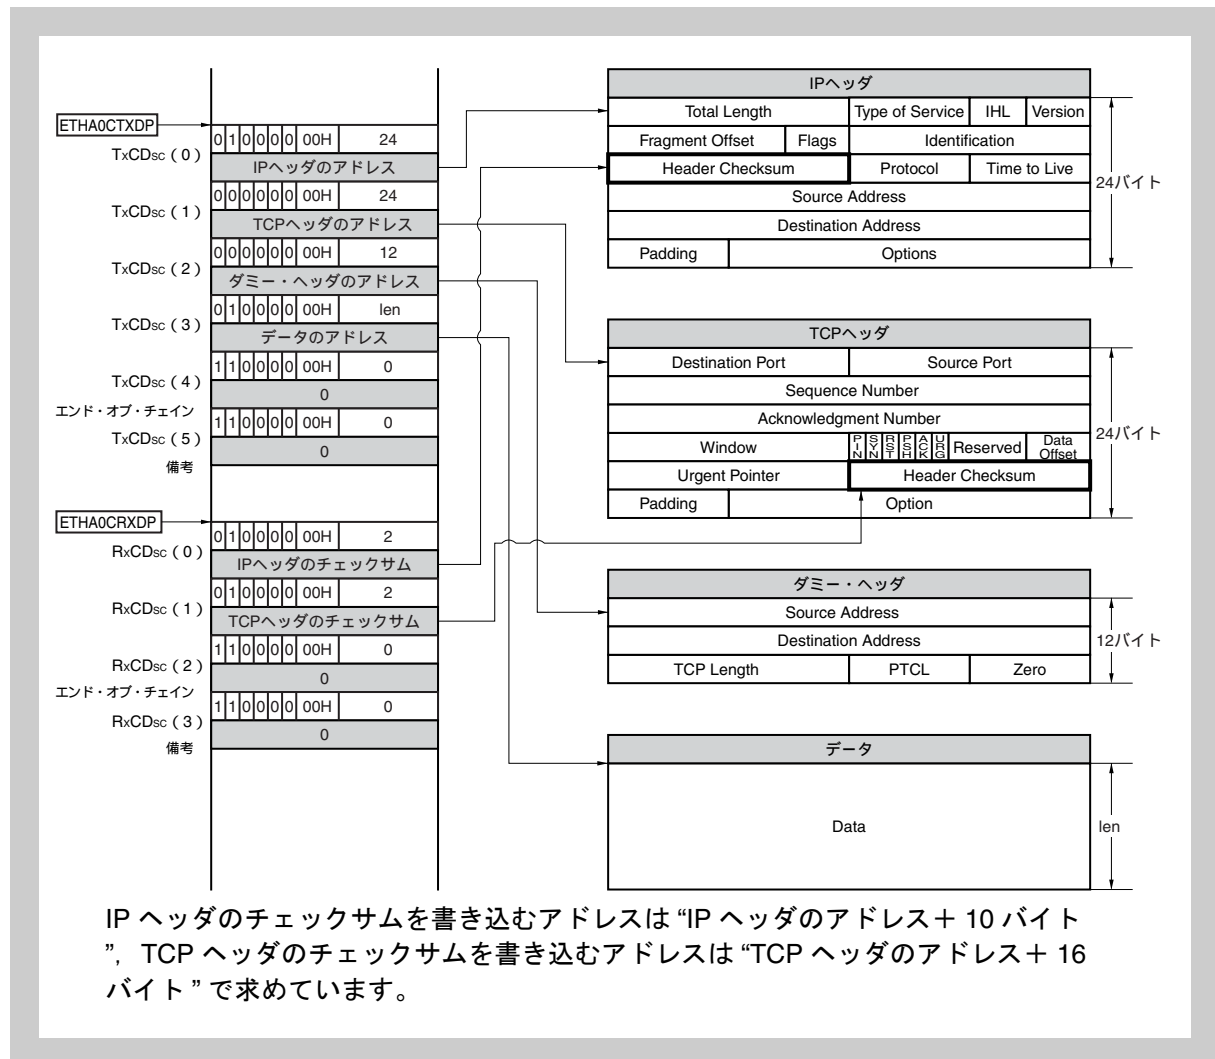 ETHA0CTXDP
0 1 0 0 0 0 00H 24
TxCDSC（0）
IPヘッダのアドレス
0 0 0 0 0 0 00H 24
TxCDSC（1）
TCPヘッダのアドレス
0 0 0 0 0 0 00H 12
TxCDSC（2）
ダミー・ヘッダのアドレス
0 1 0 0 0 0 00H len
TxCDSC（3）
データのアドレス
1 1 0 0 0 0 00H 0
TxCDSC（4）
0
エンド・オブ・チェイン
1 1 0 0 0 0 00H 0
TxCDSC（5）
0
備考
ETHA0CRXDP
0 1 0 0 0 0 00H 2
RxCDSC（0）
IPヘッダのチェックサム
0 1 0 0 0 0 00H 2
RxCDSC（1）
TCPヘッダのチェックサム
1 1 0 0 0 0 00H 0
RxCDSC（2）
0
エンド・オブ・チェイン
1 1 0 0 0 0 00H 0
RxCDSC（3）
0
備考
IPヘッダ
Total Length Type of Service IHL Version
Fragment Offset Flags Identification
Header Checksum Protocol Time to Live
24バイト
Source Address
Destination Address
Padding Options
TCPヘッダ
Destination Port Source Port
Sequence Number
Acknowledgment Number
24バイト
Window PIN SYN RST PSH ACK URG Reserved Data Offset
Urgent Pointer Header Checksum
Padding Option
ダミー・ヘッダ
Source Address
Destination Address
12バイト
TCP Length PTCL Zero
データ
Data
len
IP ヘッダのチェックサムを書き込むアドレスは “IP ヘッダのアドレス＋ 10 バイト
”，TCP ヘッダのチェックサムを書き込むアドレスは “TCP ヘッダのアドレス＋ 16
バイト ” で求めています。